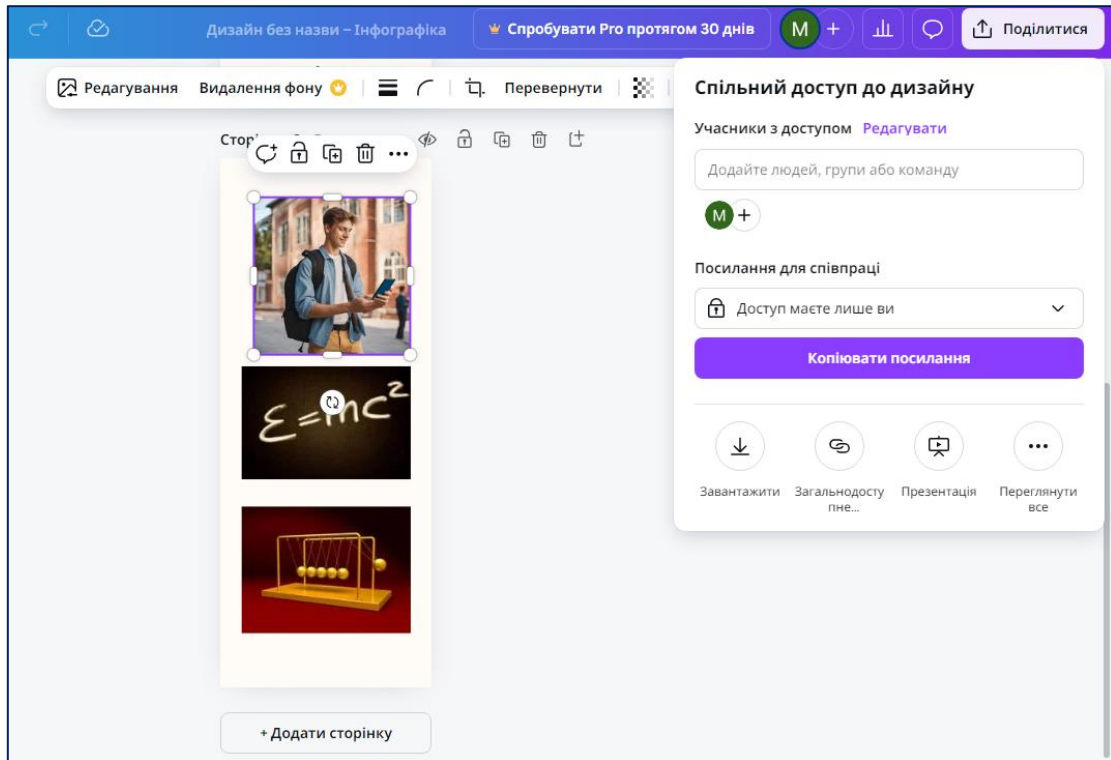 Дизайн без назви – Інфографіка
Спробувати Pro протягом 30 днів
M
+
Поділитися
Редагування
Видалення фону
Перевернути
Спільний доступ до дизайну
Учасники з доступом Редагувати
Додайте людей, групи або команду
M
+
Посилання для співпраці
Доступ маєте лише ви
Копіювати посилання
Завантажити
Загальнодосту
пне...
Презентація
Переглянути
все
ε=mc²
+ Додати сторінку